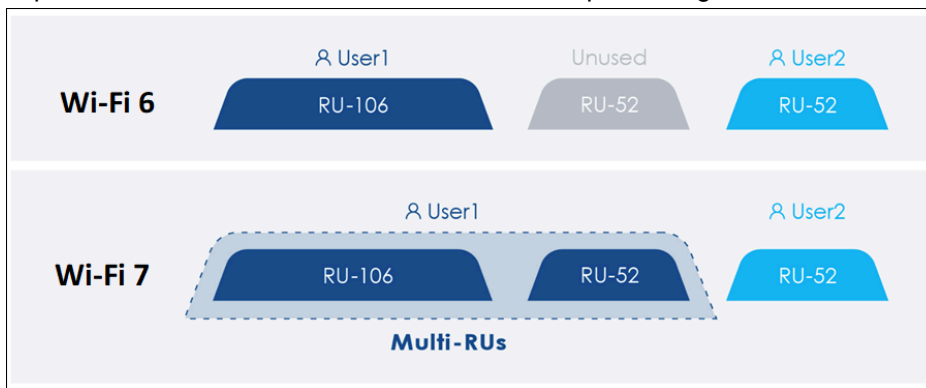 User1 Unused User2
Wi-Fi 6 RU-106 RU-52 RU-52
User1 User2
Wi-Fi 7 RU-106 RU-52 RU-52
Multi-RUs